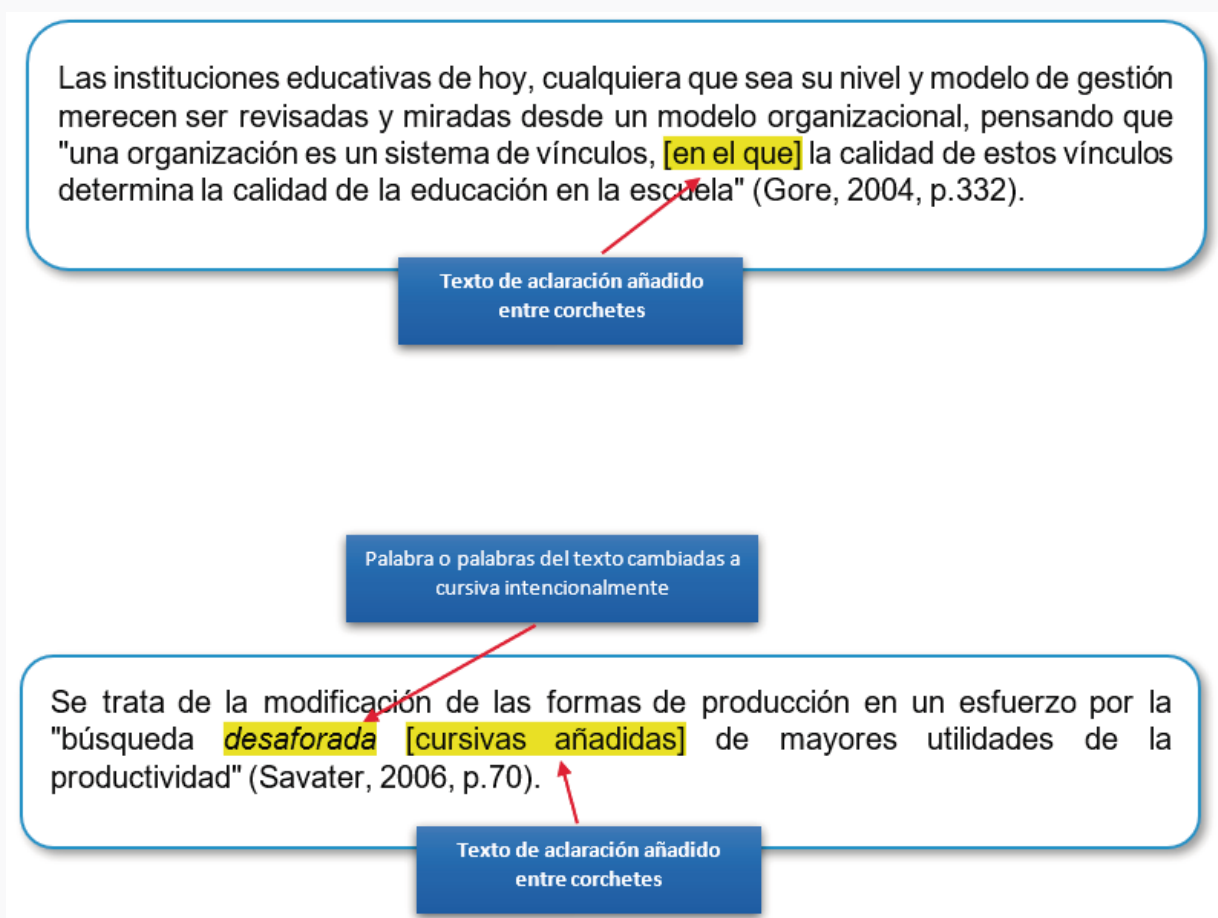 Las instituciones educativas de hoy, cualquiera que sea su nivel y modelo de gestión
merecen ser revisadas y miradas desde un modelo organizacional, pensando que
"una organización es un sistema de vínculos, [en el que] la calidad de estos vínculos
determina la calidad de la educación en la escuela" (Gore, 2004, p.332).
Texto de aclaración añadido
entre corchetes
Palabra o palabras del texto cambiadas a
cursiva intencionalmente
Se trata de la modificación de las formas de producción en un esfuerzo por la
"búsqueda desaforada [cursivas añadidas] de mayores utilidades de la
productividad" (Savater, 2006, p.70).
Texto de aclaración añadido
entre corchetes